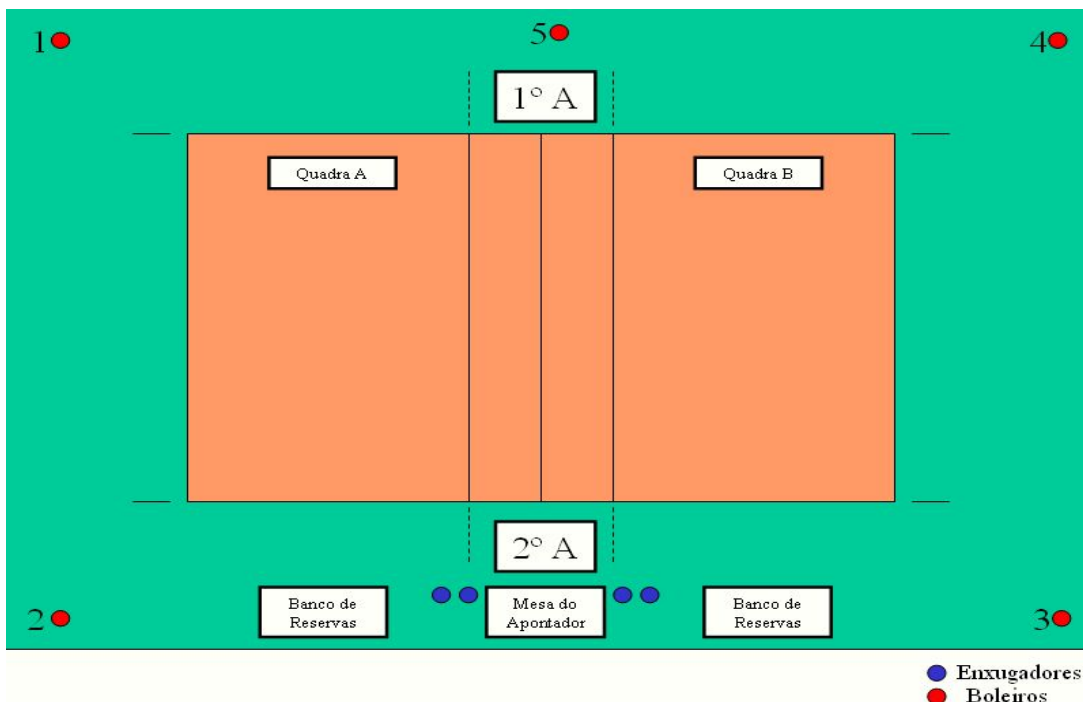 1
5
4
1º A
Quadra A
Quadra B
2º A
Banco de
Reservas
Mesa do
Apontador
Banco de
Reservas
2
3
Enxugadores
Boleiros